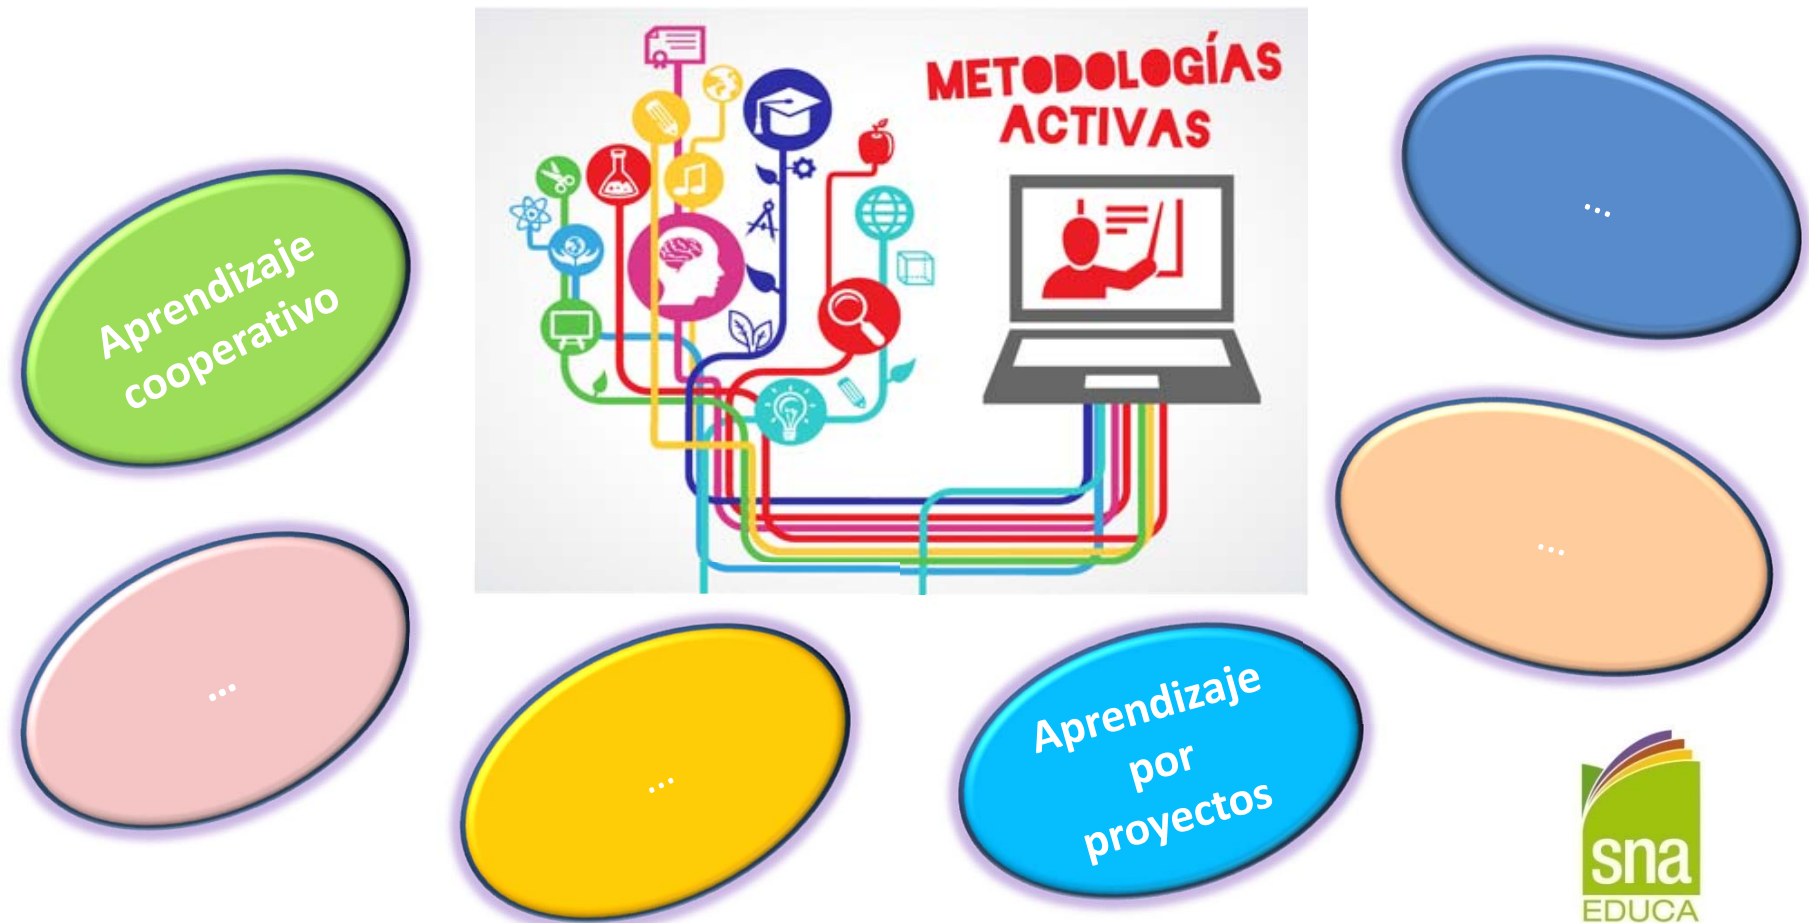 METODOLOGÍAS
ACTIVAS
...
Aprendizaje
cooperativo
...
...
...
Aprendizaje
por
proyectos
sna
EDUCA